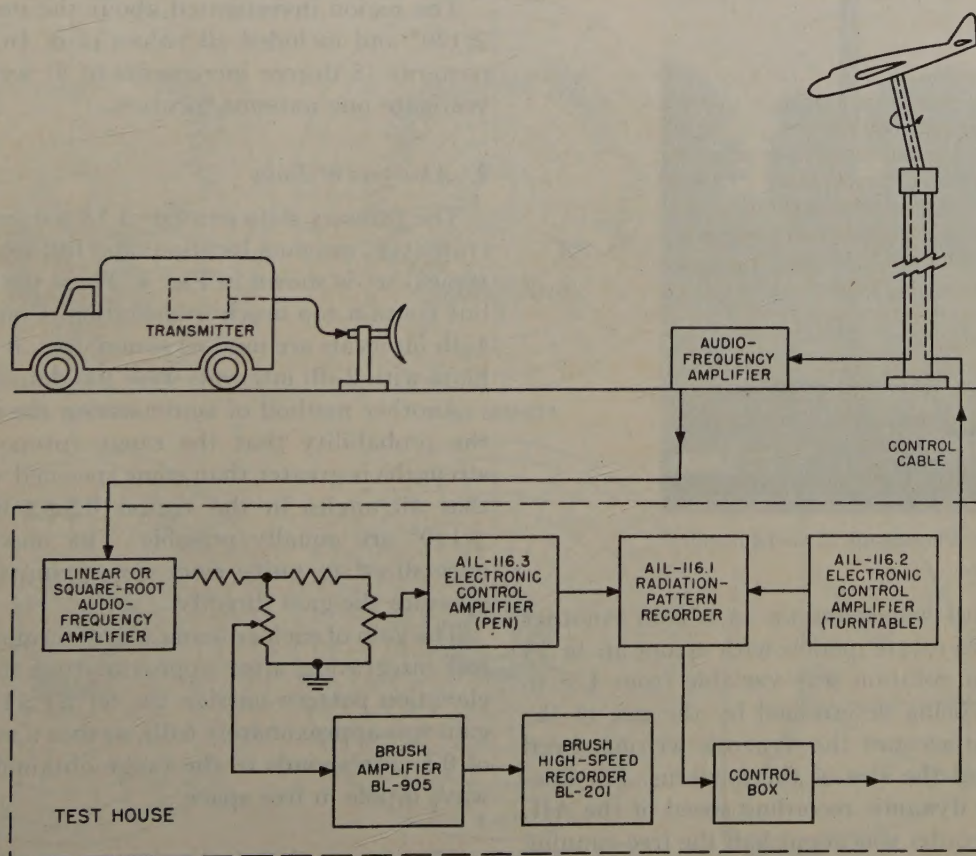 TRANSMITTER
AUDIO-
FREQUENCY
AMPLIFIER
CONTROL
CABLE
LINEAR OR
SQUARE-ROOT
AUDIO-
FREQUENCY
AMPLIFIER
AIL-116.3
ELECTRONIC
CONTROL
AMPLIFIER
(PEN)
AIL-116.1
RADIATION-
PATTERN
RECORDER
AIL-116.2
ELECTRONIC
CONTROL
AMPLIFIER
(TURNTABLE)
BRUSH
AMPLIFIER
BL-905
BRUSH
HIGH-SPEED
RECORDER
BL-201
CONTROL
BOX
TEST HOUSE